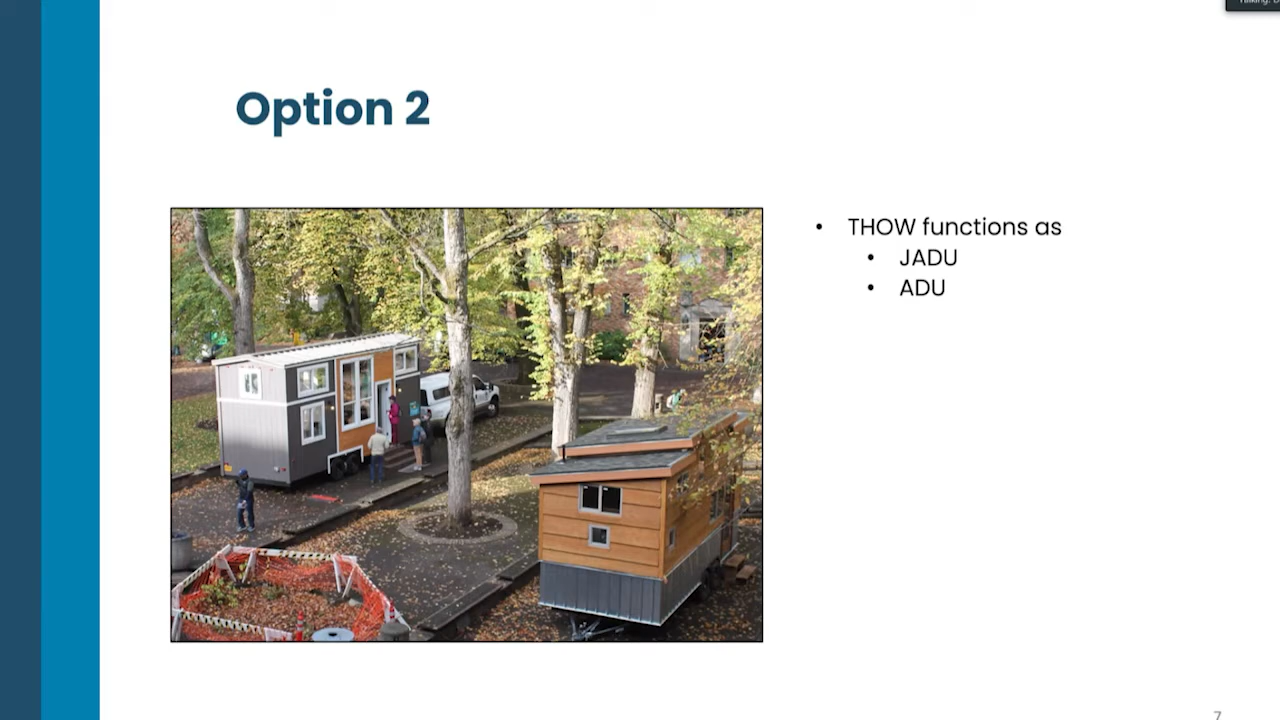 Option 2
• THOW functions as
• JADU
• ADU
7